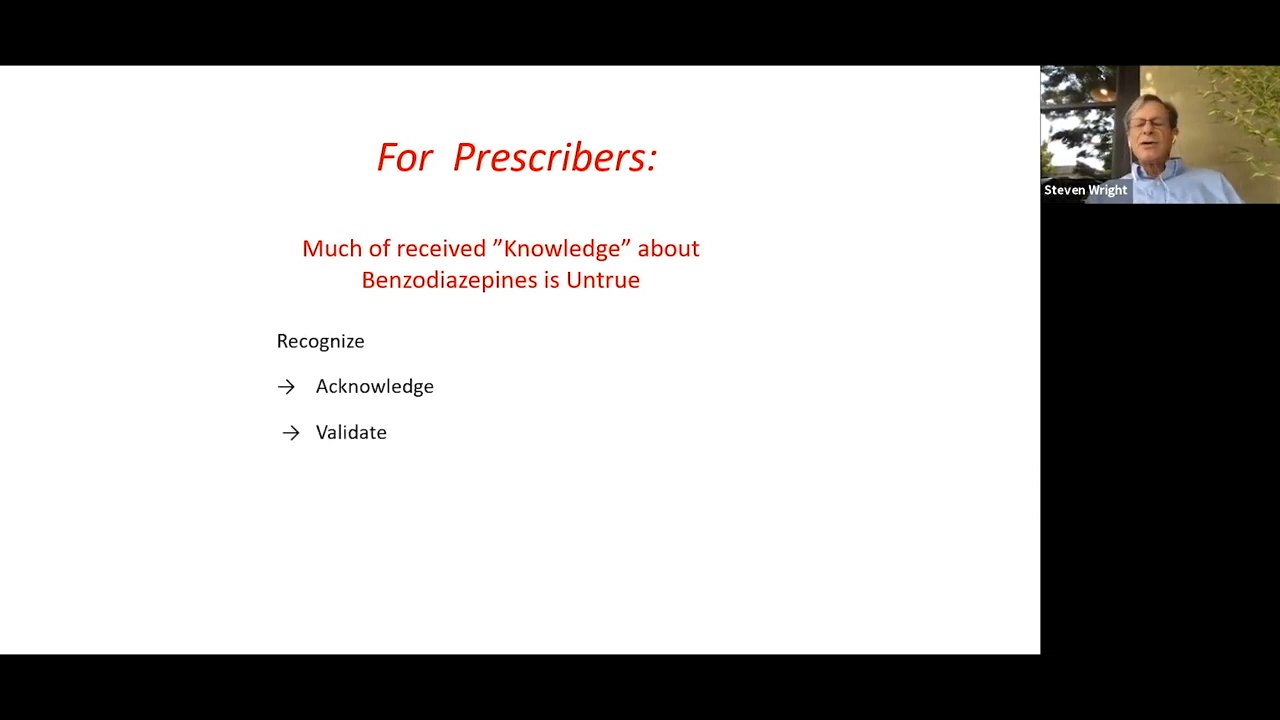 For Prescribers:
Much of received ”Knowledge” about
Benzodiazepines is Untrue
Recognize
→ Acknowledge
→ Validate
Steven Wright